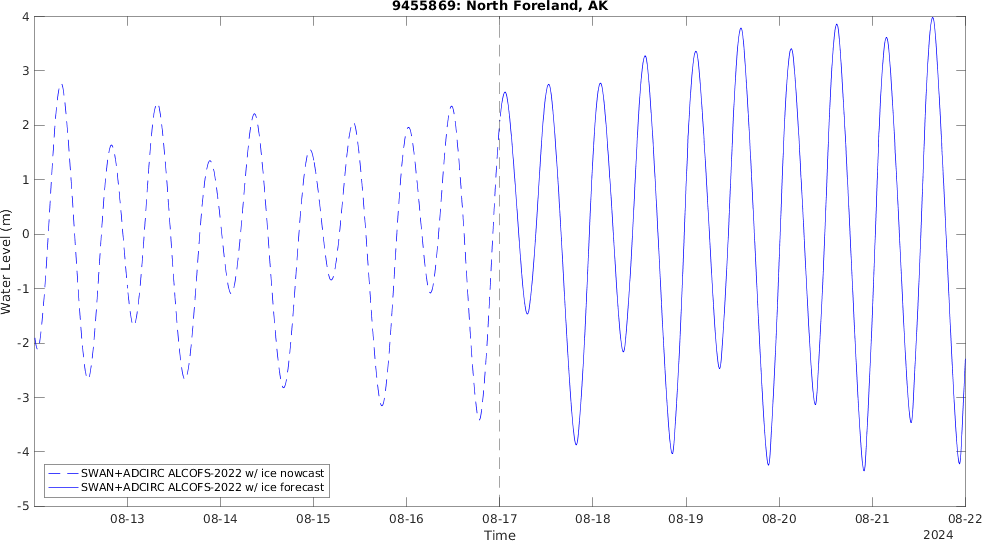 9455869: North Foreland, AK
4
3
2
1
0
-1
-2
-3
-4
-5
Water Level (m)
SWAN+ADCIRC ALCOFS-2022 w/ ice nowcast
SWAN+ADCIRC ALCOFS-2022 w/ ice forecast
08-13 08-14 08-15 08-16 08-17 08-18 08-19 08-20 08-21 08-22
Time
2024